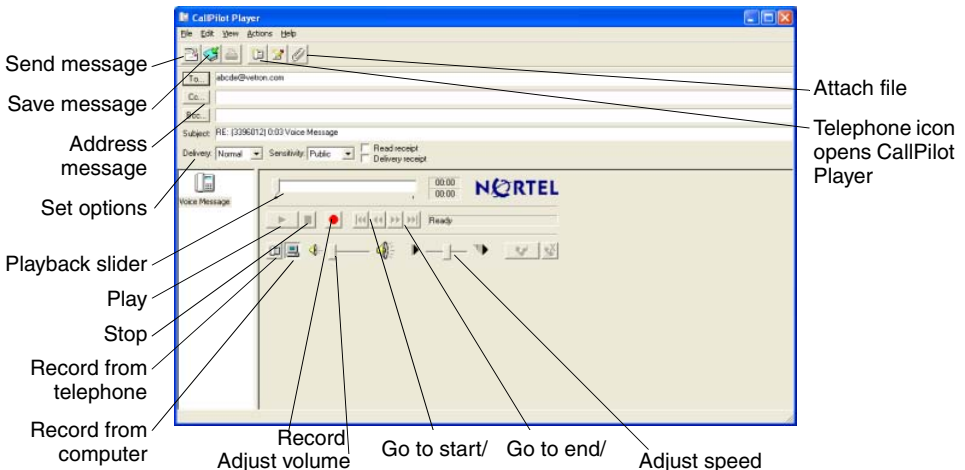 CallPilot Player
File Edit View Actions Help
Send message
Save message
Address
message
Set options
Playback slider
Play
Stop
Record from
telephone
Record from
computer
To... abcde@vetron.com
Cc...
Bcc...
Subject: RE: (3396012) 0:03 Voice Message
Delivery: Normal Sensitivity: Public Read receipt
Delivery receipt
Voice Message
00:00
00:00
NORTEL
Ready
Attach file
Telephone icon
opens CallPilot
Player
Record
Adjust volume
Go to start/
Go to end/
Adjust speed